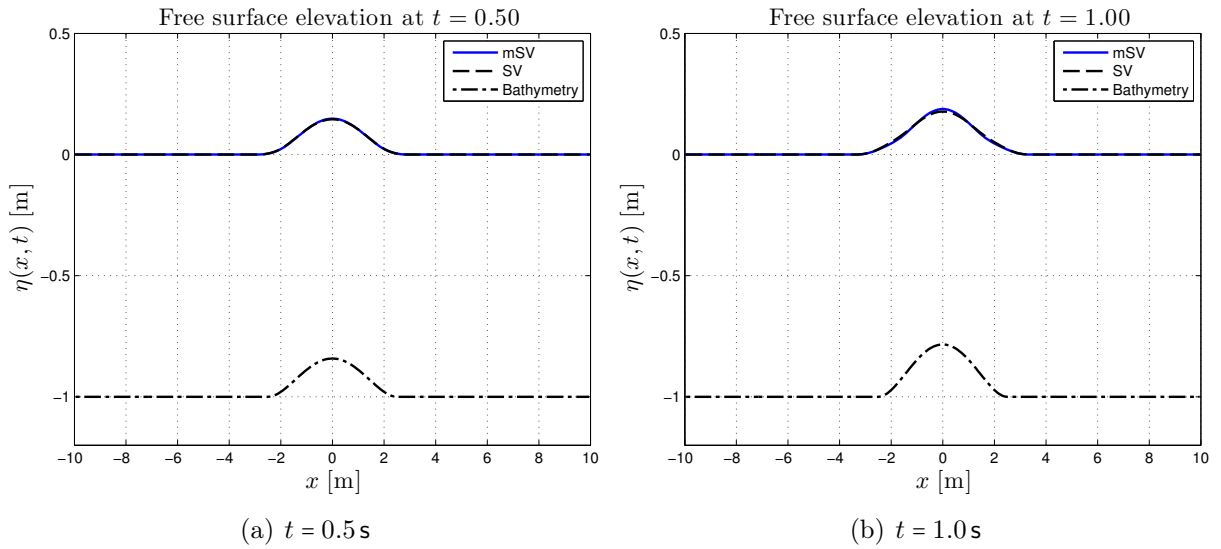 Free surface elevation at t = 0.50
0.5
0
−0.5
−1
η(x, t) [m]
mSV
SV
Bathymetry
−10 −8 −6 −4 −2 0 2 4 6 8 10
x [m]
(a) t = 0.5 s
Free surface elevation at t = 1.00
0.5
0
−0.5
−1
η(x, t) [m]
mSV
SV
Bathymetry
−10 −8 −6 −4 −2 0 2 4 6 8 10
x [m]
(b) t = 1.0 s